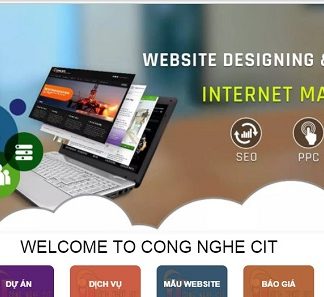 WEBSITE DESIGNING &
INTERNET MA
SEO
PPC
WELCOME TO CONG NGHE CIT
DỰ ÁN
DỊCH VỤ
MẪU WEBSITE
BÁO GIÁ